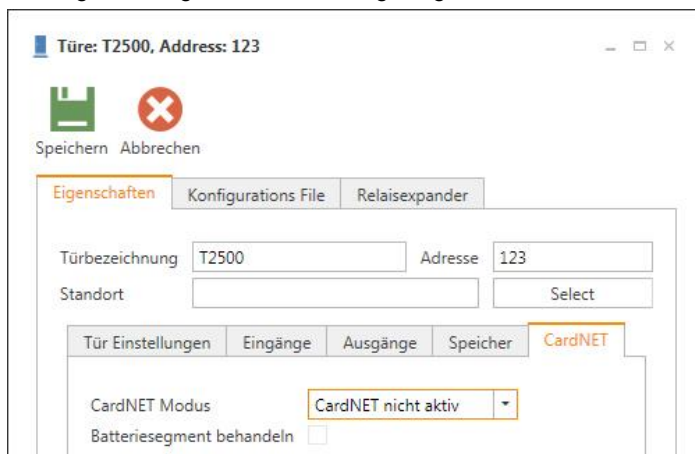 Türe: T2500, Address: 123
Speichern Abbrechen
Eigenschaften Konfigurations File Relaisexpander
Türbezeichnung T2500 Adresse 123
Standort Select
Tür Einstellungen Eingänge Ausgänge Speicher CardNET
CardNET Modus CardNET nicht aktiv
Batteriesegment behandeln